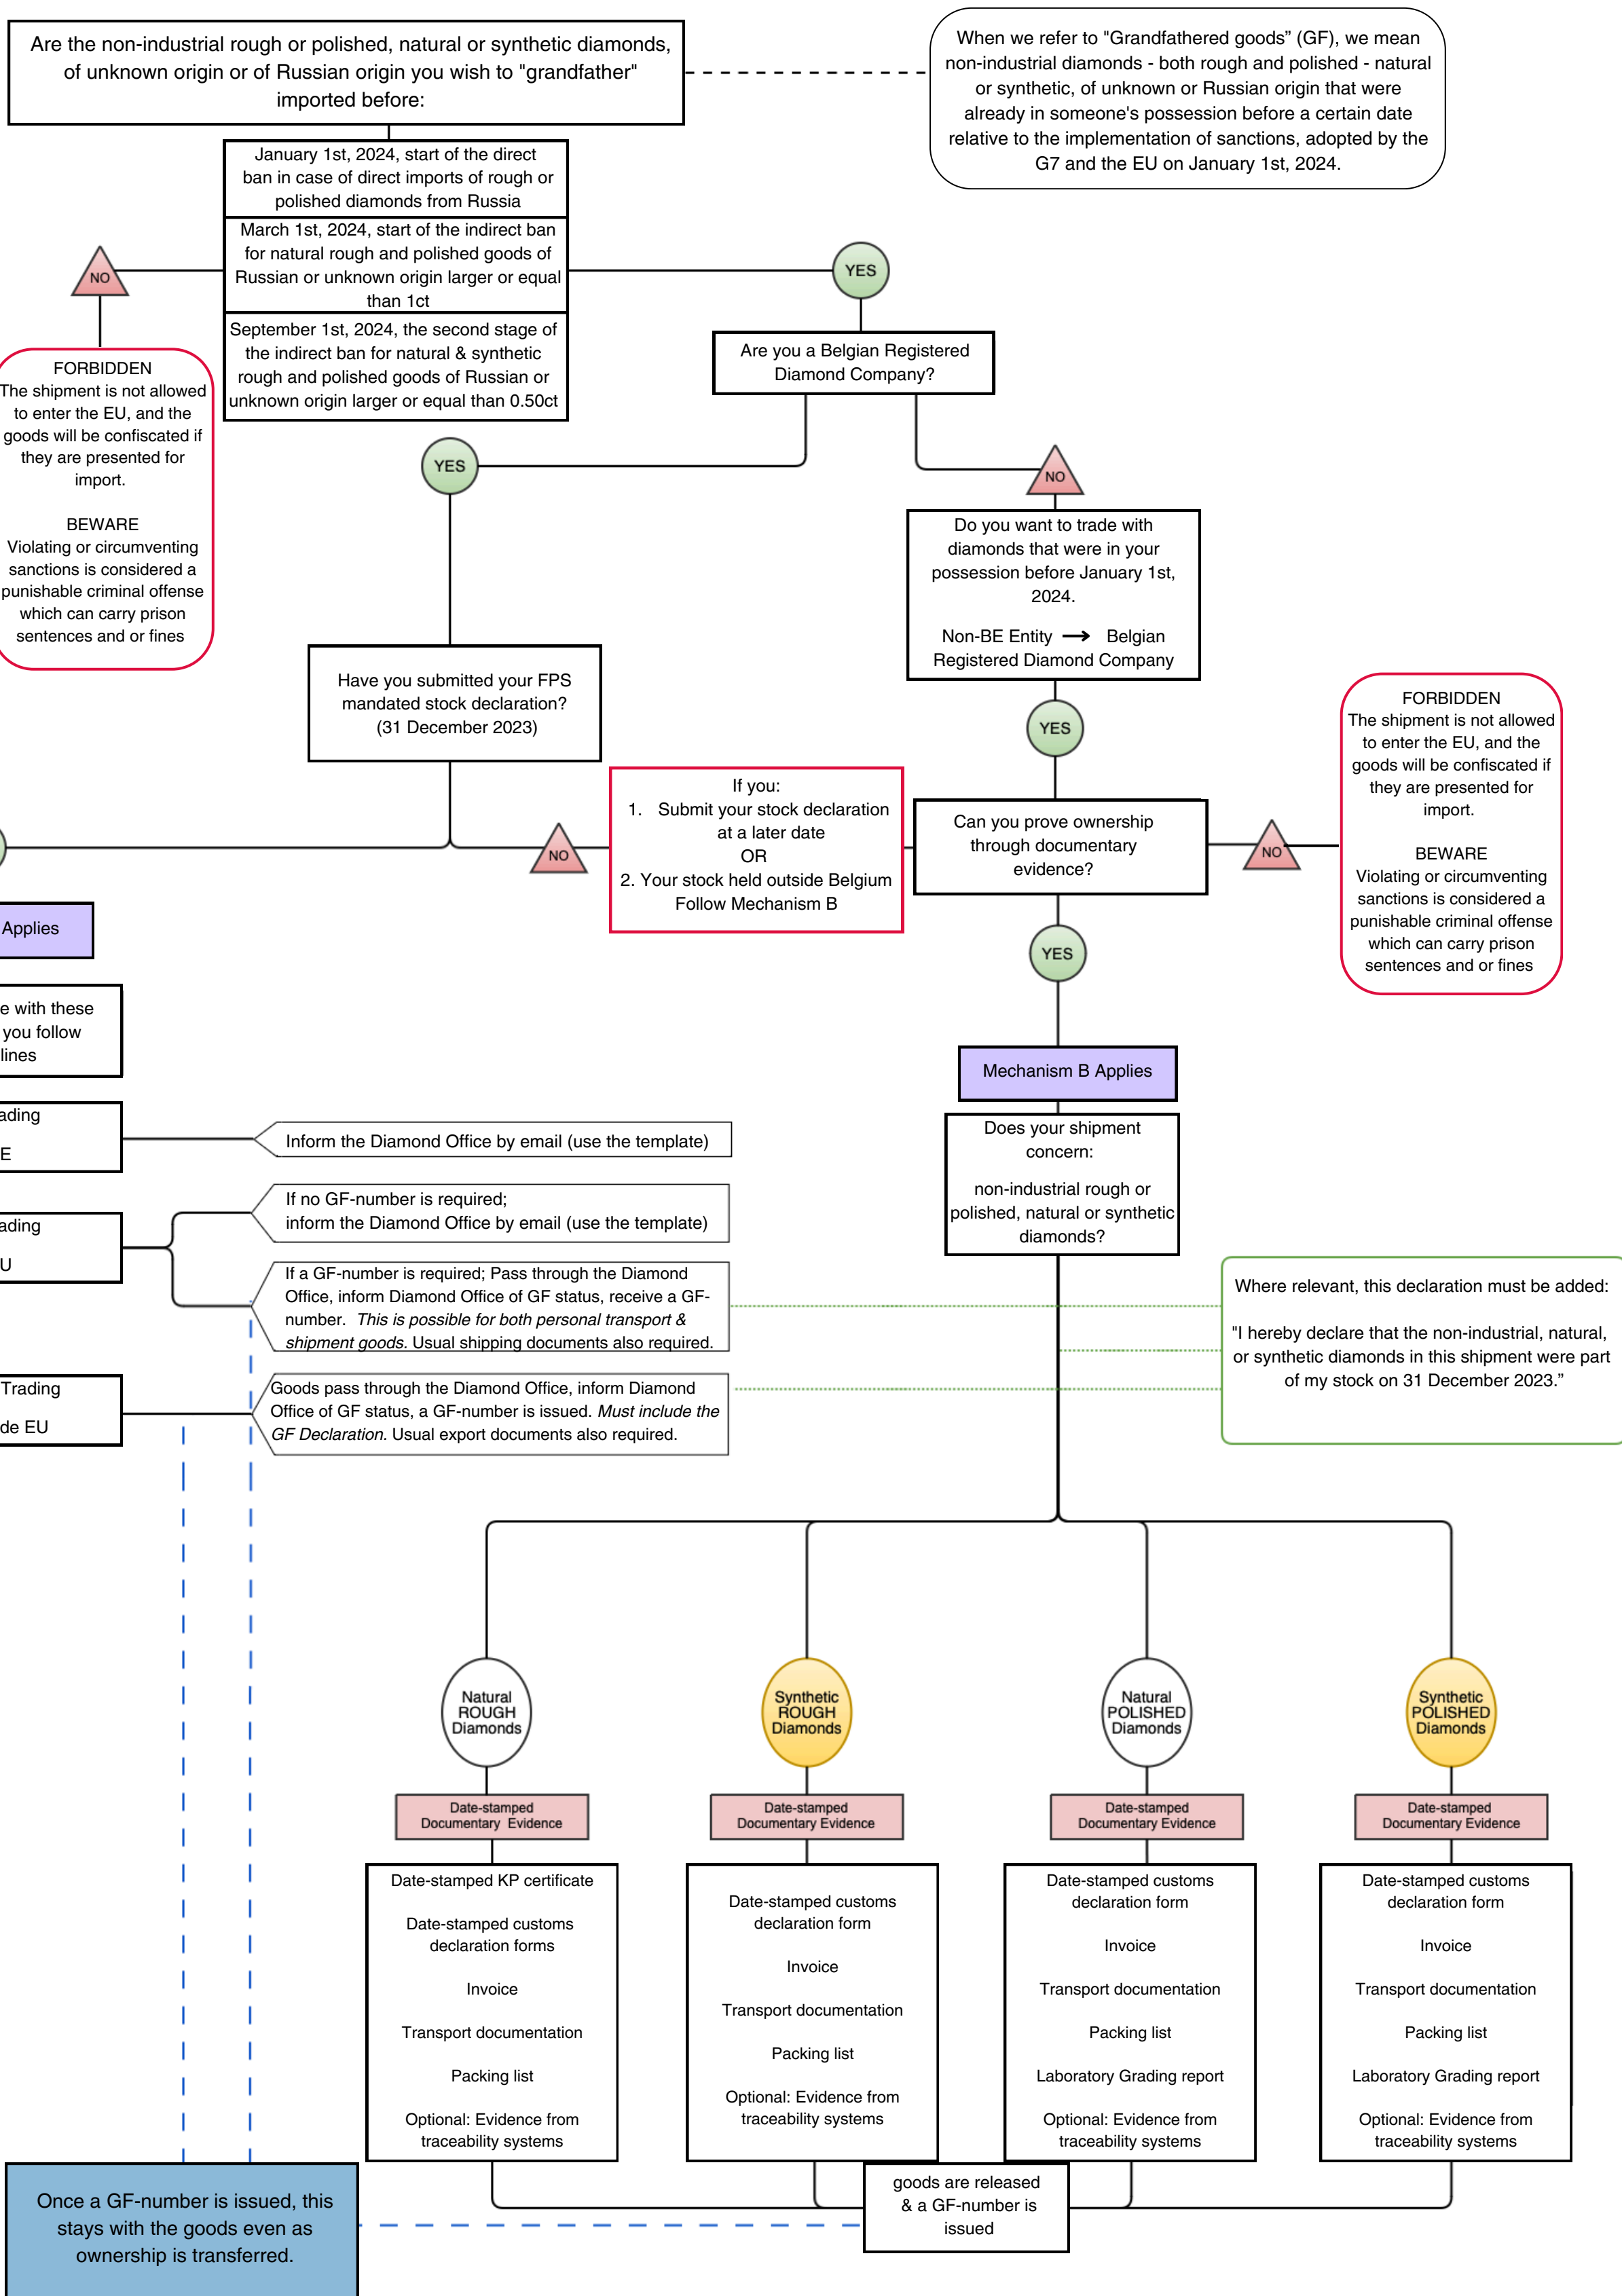 Are the non-industrial rough or polished, natural or synthetic diamonds,
of unknown origin or of Russian origin you wish to "grandfather"
imported before:
When we refer to "Grandfathered goods” (GF), we mean
non-industrial diamonds - both rough and polished - natural
or synthetic, of unknown or Russian origin that were
already in someone's possession before a certain date
relative to the implementation of sanctions, adopted by the
G7 and the EU on January 1st, 2024.
January 1st, 2024, start of the direct
ban in case of direct imports of rough or
polished diamonds from Russia
March 1st, 2024, start of the indirect ban
for natural rough and polished goods of
Russian or unknown origin larger or equal
than 1ct
September 1st, 2024, the second stage of
the indirect ban for natural & synthetic
rough and polished goods of Russian or
unknown origin larger or equal than 0.50ct
NO
YES
FORBIDDEN
The shipment is not allowed
to enter the EU, and the
goods will be confiscated if
they are presented for
import.
BEWARE
Violating or circumventing
sanctions is considered a
punishable criminal offense
which can carry prison
sentences and or fines
Are you a Belgian Registered
Diamond Company?
YES
NO
Do you want to trade with
diamonds that were in your
possession before January 1st,
2024.
Non-BE Entity → Belgian
Registered Diamond Company
Have you submitted your FPS
mandated stock declaration?
(31 December 2023)
YES
FORBIDDEN
The shipment is not allowed
to enter the EU, and the
goods will be confiscated if
they are presented for
import.
BEWARE
Violating or circumventing
sanctions is considered a
punishable criminal offense
which can carry prison
sentences and or fines
NO
If you:
1. Submit your stock declaration
at a later date
OR
2. Your stock held outside Belgium
Follow Mechanism B
Can you prove ownership
through documentary
evidence?
NO
YES
Applies
e with these
you follow
lines
Mechanism B Applies
Does your shipment
concern:
non-industrial rough or
polished, natural or synthetic
diamonds?
ading
E
Inform the Diamond Office by email (use the template)
ading
U
If no GF-number is required;
inform the Diamond Office by email (use the template)
If a GF-number is required; Pass through the Diamond
Office, inform Diamond Office of GF status, receive a GF-
number. This is possible for both personal transport &
shipment goods. Usual shipping documents also required.
Trading
de EU
Goods pass through the Diamond Office, inform Diamond
Office of GF status, a GF-number is issued. Must include the
GF Declaration. Usual export documents also required.
Where relevant, this declaration must be added:
"I hereby declare that the non-industrial, natural,
or synthetic diamonds in this shipment were part
of my stock on 31 December 2023.”
Natural
ROUGH
Diamonds
Synthetic
ROUGH
Diamonds
Natural
POLISHED
Diamonds
Synthetic
POLISHED
Diamonds
Date-stamped
Documentary Evidence
Date-stamped
Documentary Evidence
Date-stamped
Documentary Evidence
Date-stamped
Documentary Evidence
Date-stamped KP certificate
Date-stamped customs
declaration forms
Invoice
Transport documentation
Packing list
Optional: Evidence from
traceability systems
Date-stamped customs
declaration form
Invoice
Transport documentation
Packing list
Optional: Evidence from
traceability systems
Date-stamped customs
declaration form
Invoice
Transport documentation
Packing list
Laboratory Grading report
Optional: Evidence from
traceability systems
Date-stamped customs
declaration form
Invoice
Transport documentation
Packing list
Laboratory Grading report
Optional: Evidence from
traceability systems
goods are released
& a GF-number is
issued
Once a GF-number is issued, this
stays with the goods even as
ownership is transferred.